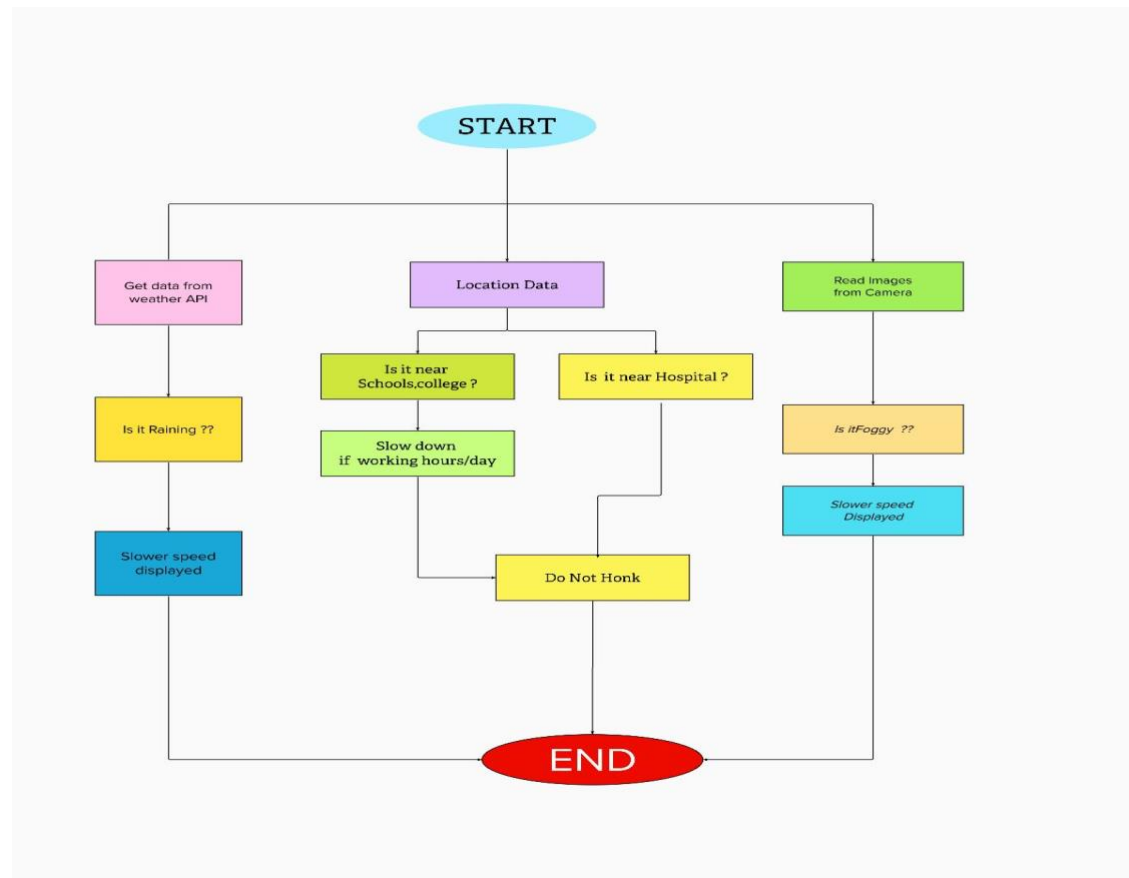 START
Get data from
weather API
Location Data
Read Images
from Camera
Is it near
Schools,college ?
Is it near Hospital ?
Is it Raining ??
Is itFoggy ??
Slow down
if working hours/day
Slower speed
Displayed
Slower speed
displayed
Do Not Honk
END